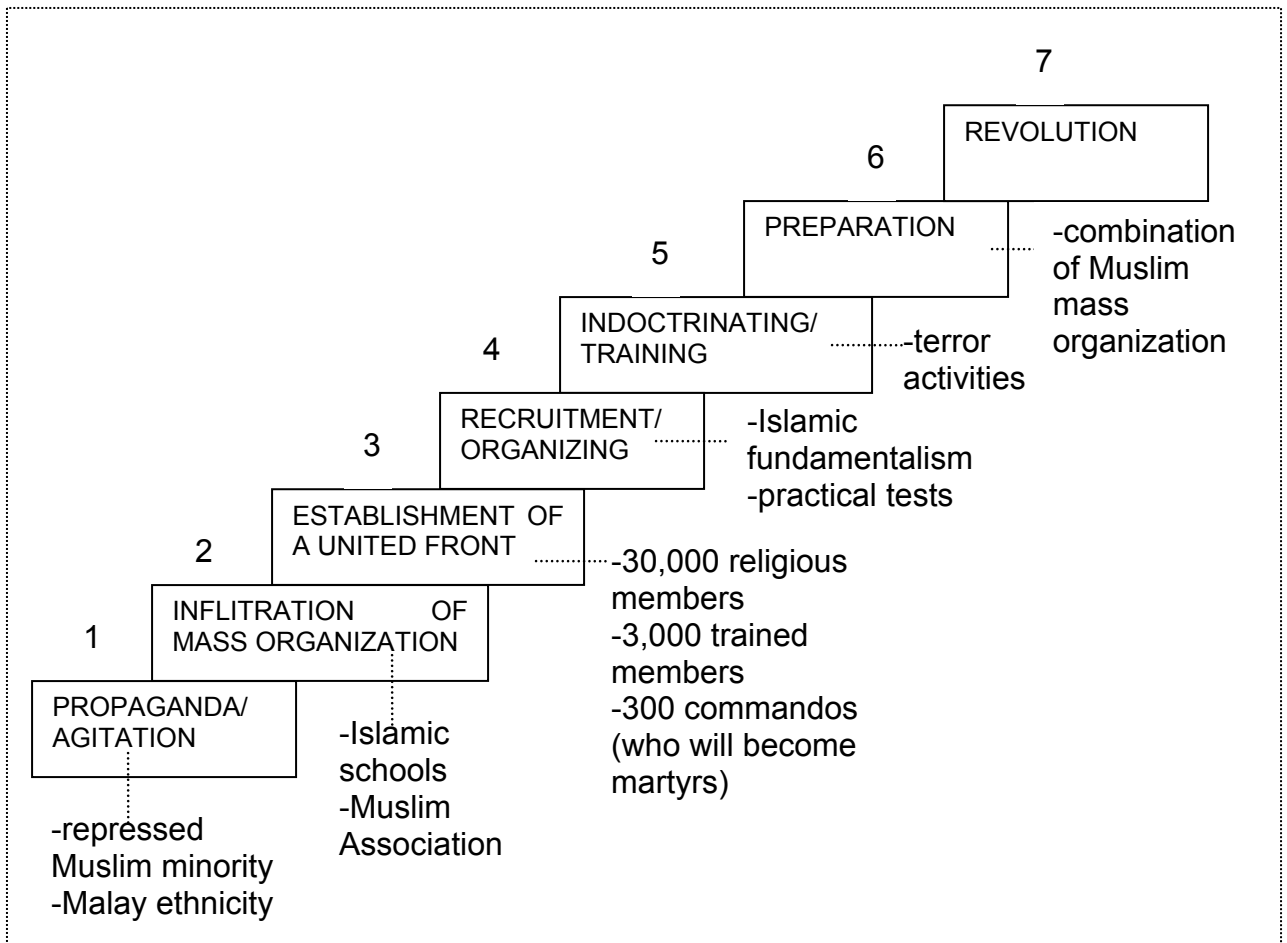 7
REVOLUTION
6
PREPARATION
-combination
of Muslim
mass
organization
5
INDOCTRINATING/
TRAINING
-terror
activities
4
RECRUITMENT/
ORGANIZING
-Islamic
fundamentalism
-practical tests
3
ESTABLISHMENT OF
A UNITED FRONT
-30,000 religious
members
-3,000 trained
members
-300 commandos
(who will become
martyrs)
2
INFLITRATION OF
MASS ORGANIZATION
-Islamic
schools
-Muslim
Association
1
PROPAGANDA/
AGITATION
-repressed
Muslim minority
-Malay ethnicity